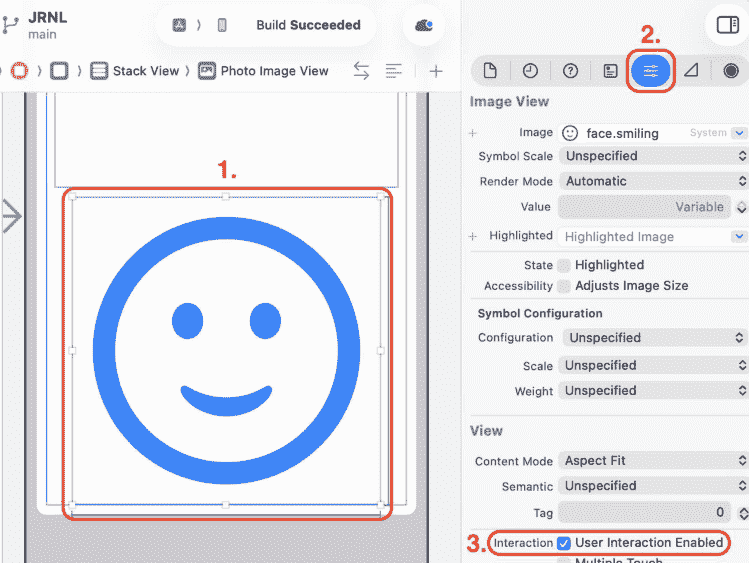 JRNL
main
Build Succeeded
Stack View
Photo Image View
1.
2.
Image View
Image face.smiling System
Symbol Scale Unspecified
Render Mode Automatic
Value Variable
Highlighted Highlighted Image
State Highlighted
Accessibility Adjusts Image Size
Symbol Configuration
Configuration Unspecified
Scale Unspecified
Weight Unspecified
View
Content Mode Aspect Fit
Semantic Unspecified
Tag 0
3. Interaction User Interaction Enabled
Multiple Touch